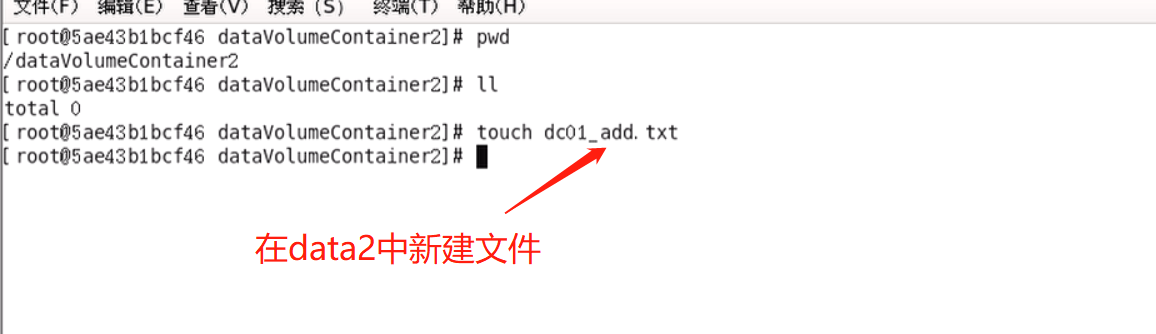 文件(F) 编辑(E) 查看(V) 搜索 (S) 终端(T) 帮助(H)
[ root@5ae43b1bcf46 dataVolumeContainer2]# pwd
/dataVolumeContainer2
[ root@5ae43b1bcf46 dataVolumeContainer2]# ll
total 0
[ root@5ae43b1bcf46 dataVolumeContainer2]# touch dc01_add. txt
[ root@5ae43b1bcf46 dataVolumeContainer2]#
在data2中新建文件